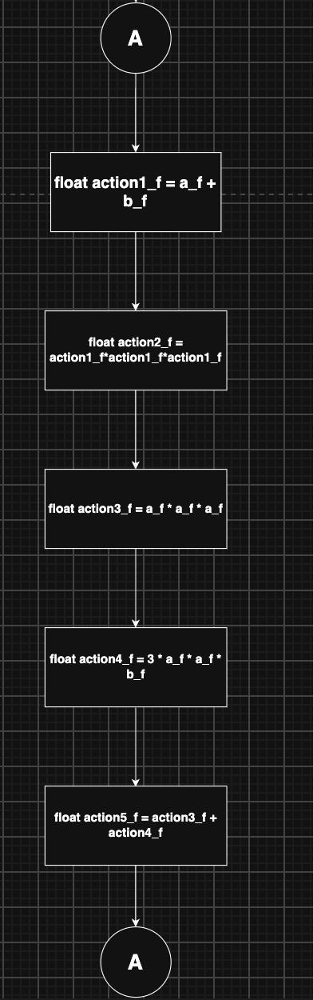 A
float action1_f = a_f +
b_f
float action2_f =
action1_f*action1_f*action1_f
float action3_f = a_f * a_f * a_f
float action4_f = 3 * a_f * a_f *
b_f
float action5_f = action3_f +
action4_f
A